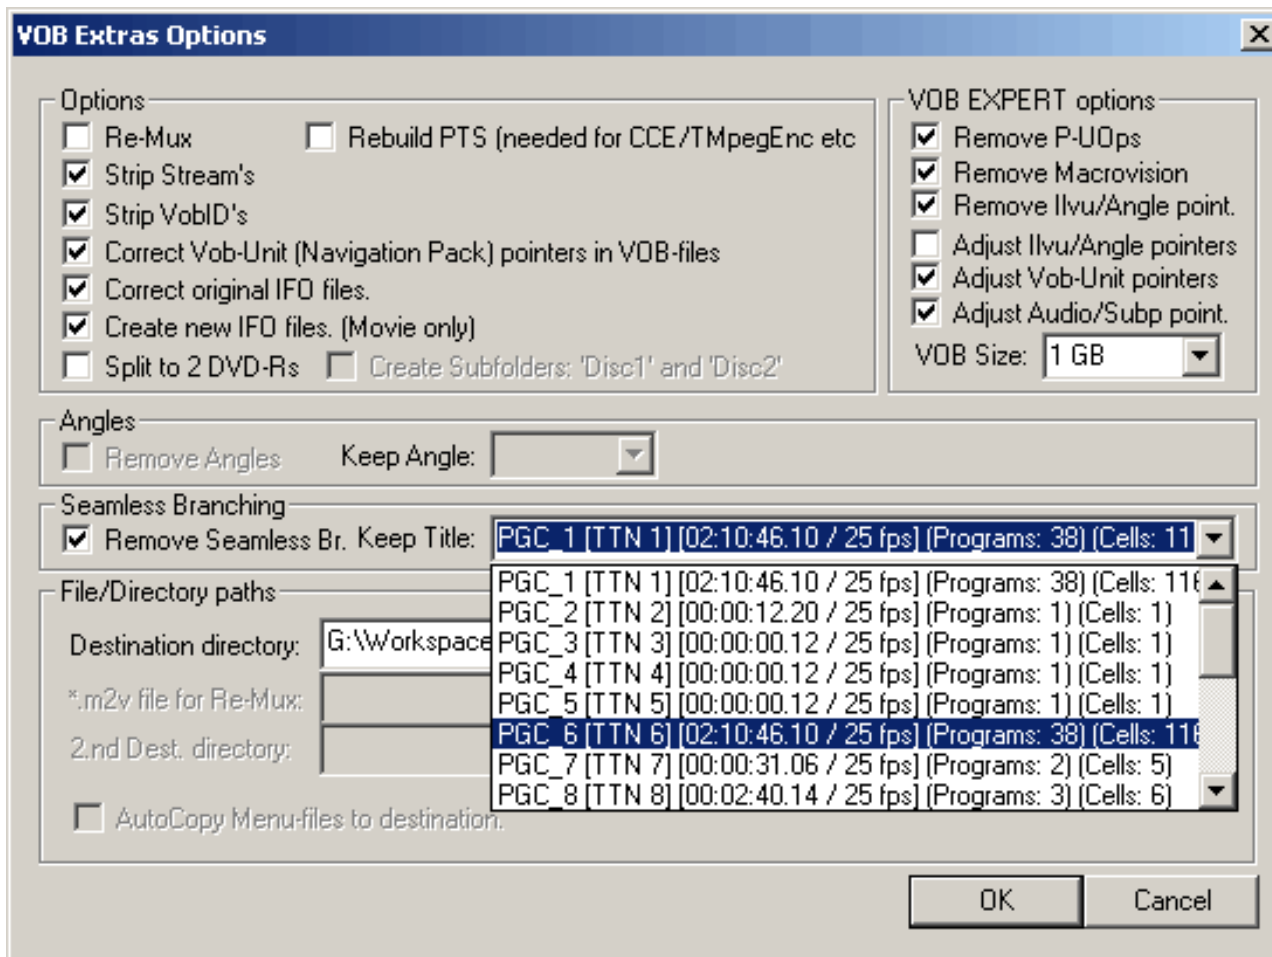 VOB Extras Options
Options
Re-Mux Rebuild PTS (needed for CCE/TMpegEnc etc
Strip Stream's
Strip VobID's
Correct Vob-Unit (Navigation Pack) pointers in VOB-files
Correct original IFO files.
Create new IFO files. (Movie only)
Split to 2 DVD-Rs Create Subfolders: 'Disc1' and 'Disc2'
VOB EXPERT options
Remove P-UOps
Remove Macrovision
Remove Ilvu/Angle point.
Adjust Ilvu/Angle pointers
Adjust Vob-Unit pointers
Adjust Audio/Subp point.
VOB Size: 1 GB
Angles
Remove Angles Keep Angle:
Seamless Branching
Remove Seamless Br. Keep Title: PGC_1 [TTN 1] [02:10:46.10 / 25 fps] (Programs: 38) (Cells: 11
PGC_1 [TTN 1] [02:10:46.10 / 25 fps] (Programs: 38) (Cells: 116
PGC_2 [TTN 2] [00:00:12.20 / 25 fps] (Programs: 1) (Cells: 1)
PGC_3 [TTN 3] [00:00:00.12 / 25 fps] (Programs: 1) (Cells: 1)
PGC_4 [TTN 4] [00:00:00.12 / 25 fps] (Programs: 1) (Cells: 1)
PGC_5 [TTN 5] [00:00:00.12 / 25 fps] (Programs: 1) (Cells: 1)
PGC_6 [TTN 6] [02:10:46.10 / 25 fps] (Programs: 38) (Cells: 116
PGC_7 [TTN 7] [00:00:31.06 / 25 fps] (Programs: 2) (Cells: 5)
PGC_8 [TTN 8] [00:02:40.14 / 25 fps] (Programs: 3) (Cells: 6)
File/Directory paths
Destination directory: G:\Workspace
*.m2v file for Re-Mux:
2.nd Dest. directory:
AutoCopy Menu-files to destination.
OK Cancel